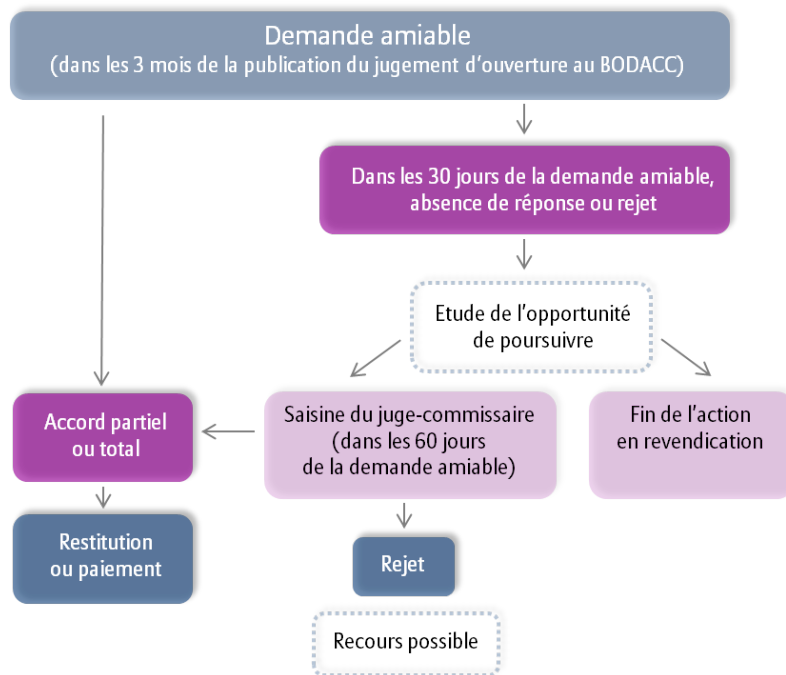 Demande amiable
(dans les 3 mois de la publication du jugement d'ouverture au BODACC)
Dans les 30 jours de la demande amiable,
absence de réponse ou rejet
Etude de l'opportunité
de poursuivre
Accord partiel
ou total
Saisine du juge-commissaire
(dans les 60 jours
de la demande amiable)
Fin de l'action
en revendication
Restitution
ou paiement
Rejet
Recours possible